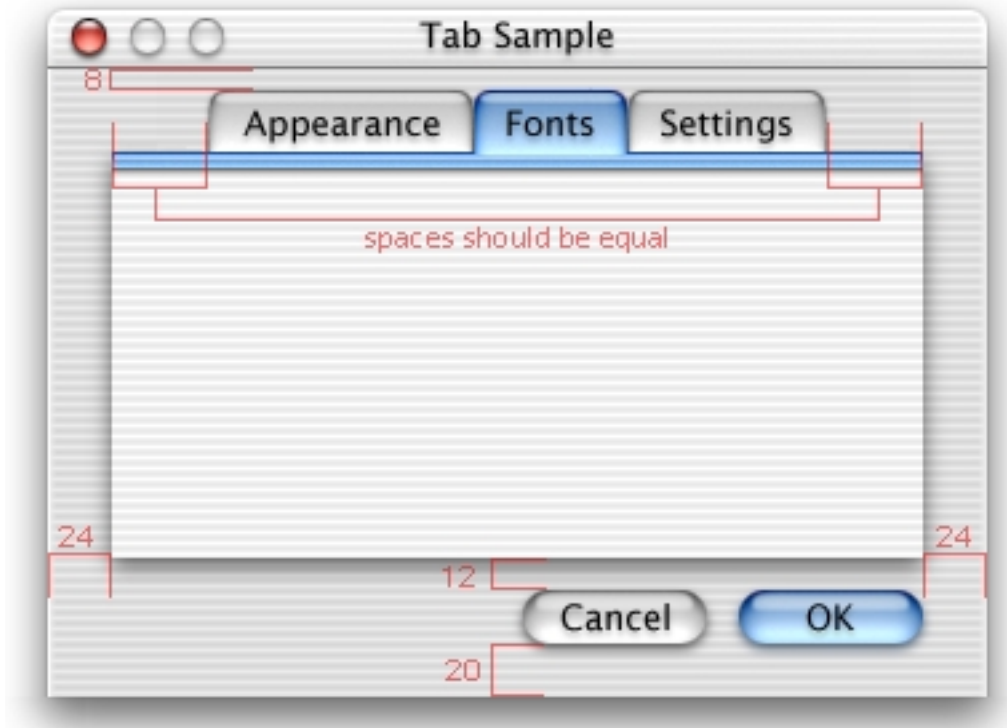 Tab Sample
8
Appearance Fonts Settings
spaces should be equal
24 24
12
Cancel OK
20